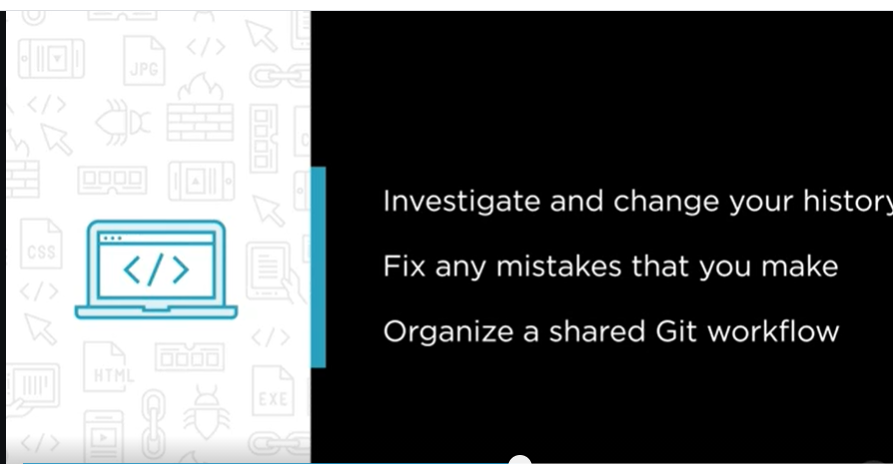 JPG
CSS
HTML
EXE
</>
Investigate and change your history
Fix any mistakes that you make
Organize a shared Git workflow